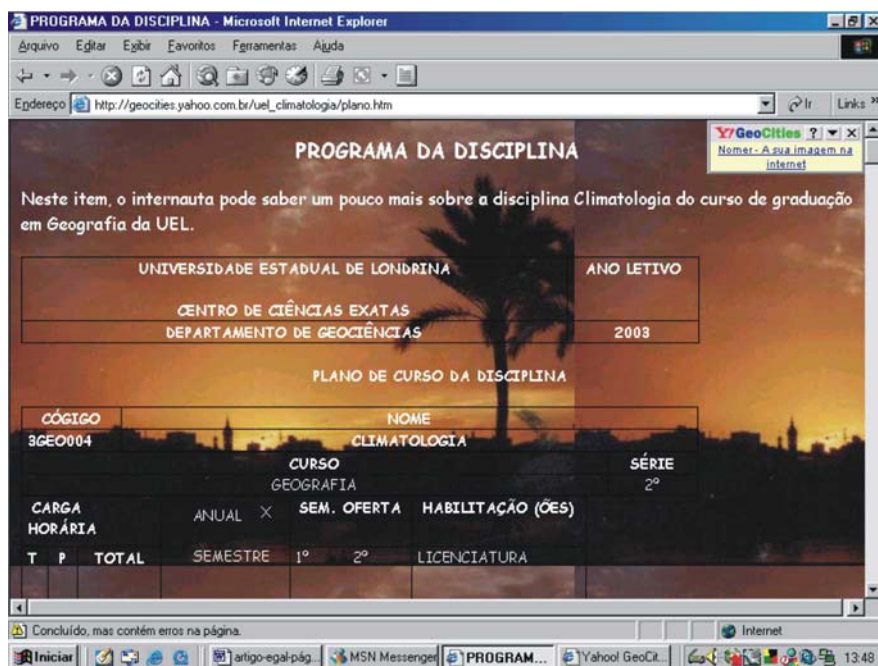 PROGRAMA DA DISCIPLINA - Microsoft Internet Explorer
Arquivo Editar Exibir Favoritos Ferramentas Ajuda
Endereço http://geocities.yahoo.com.br/uel_climatologia/plano.htm Ir Links »
Y! GeoCities ? X
Nomer - A sua imagem na
internet
PROGRAMA DA DISCIPLINA
Neste item, o internauta pode saber um pouco mais sobre a disciplina Climatologia do curso de graduação
em Geografia da UEL.
UNIVERSIDADE ESTADUAL DE LONDRINA ANO LETIVO
CENTRO DE CIÊNCIAS EXATAS
DEPARTAMENTO DE GEOCIÊNCIAS 2003
PLANO DE CURSO DA DISCIPLINA
CÓGIGO NOME
3GEO004 CLIMATOLOGIA
CURSO SÉRIE
GEOGRAFIA 2º
CARGA
HORÁRIA ANUAL X SEM. OFERTA HABILITAÇÃO (ÕES)
T P TOTAL SEMESTRE 1º 2º LICENCIATURA
Concluído, mas contém erros na página. Internet
Iniciar artigo-egal-pág... MSN Messenger PROGRAM... Yahoo! GeoCit... 13:48